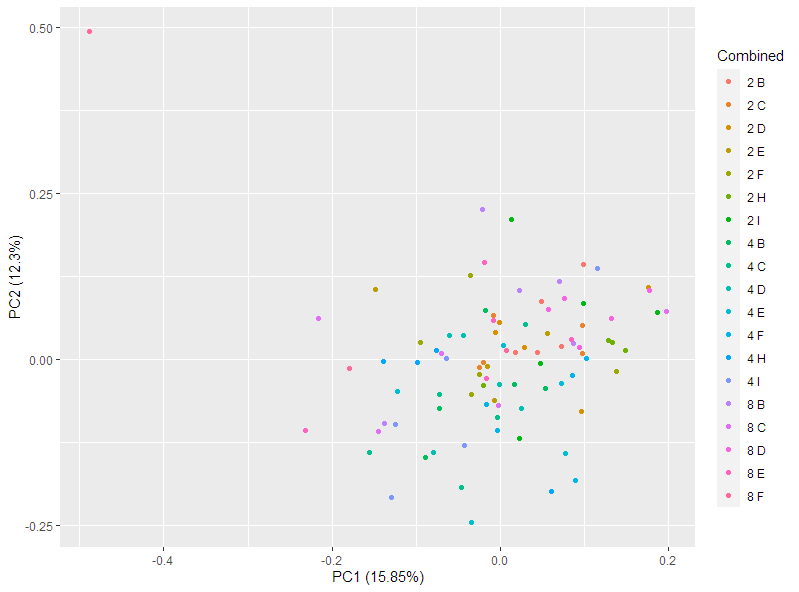 Combined
2 B
2 C
2 D
2 E
2 F
2 H
2 I
4 B
4 C
4 D
4 E
4 F
4 H
4 I
8 B
8 C
8 D
8 E
8 F
0.50
0.25
0.00
-0.25
PC2 (12.3%)
-0.4
-0.2
0.0
0.2
PC1 (15.85%)